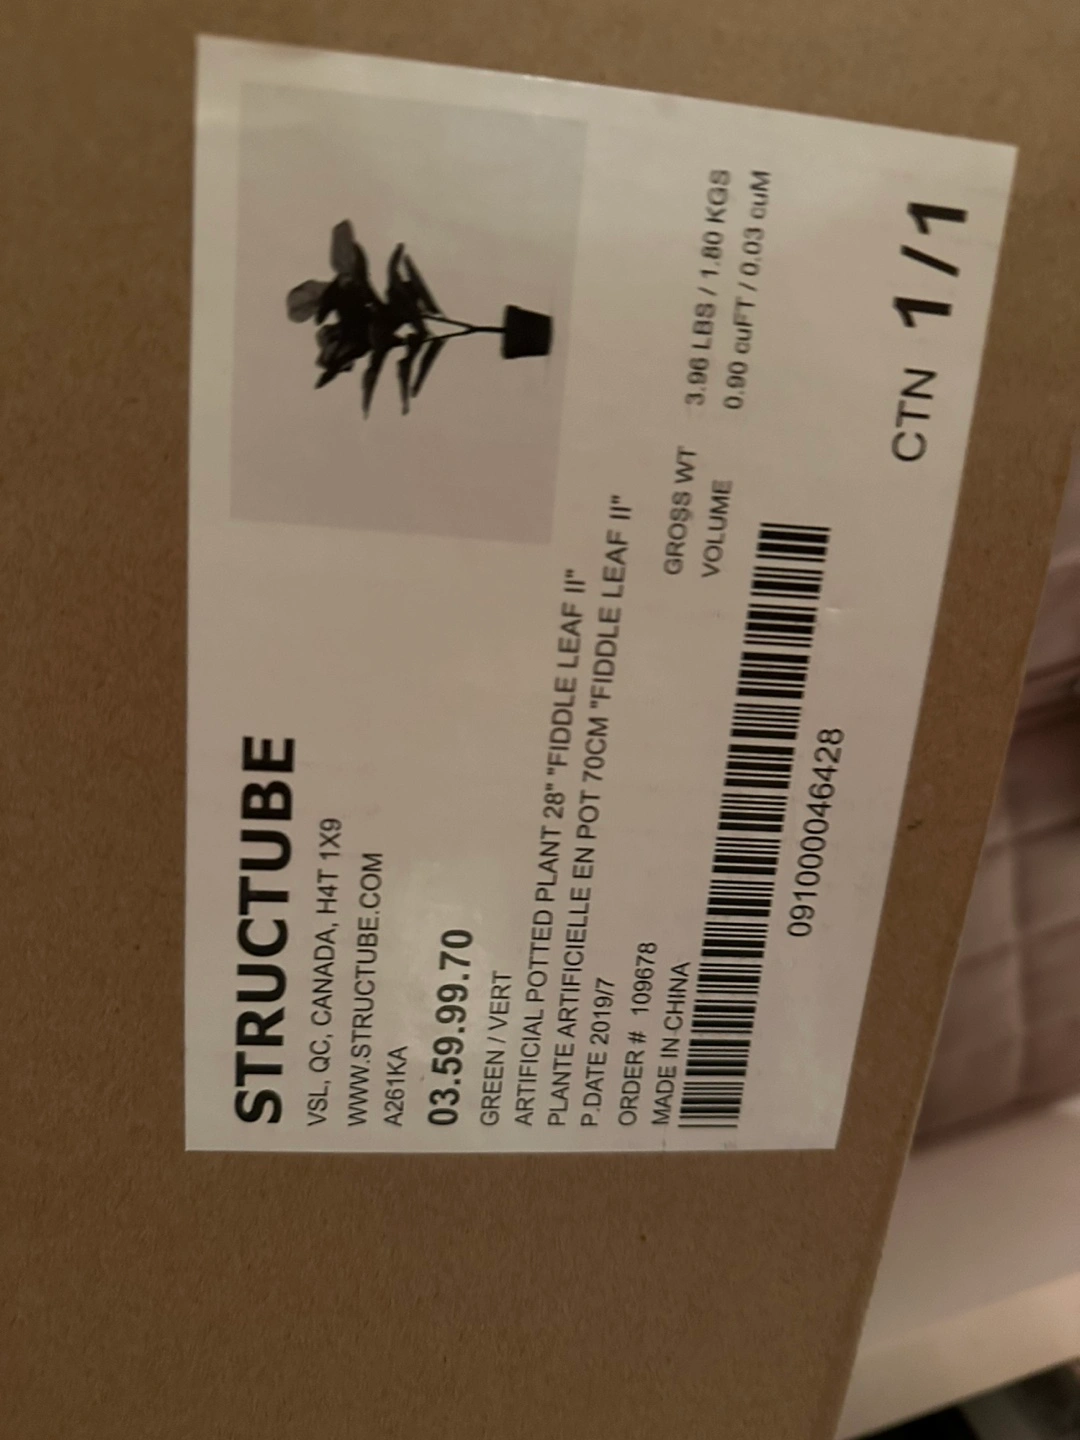 STRUCTUBE
VSL, QC, CANADA, H4T 1X9
WWW.STRUCTUBE.COM
A261KA
03.59.99.70
GREEN / VERT
ARTIFICIAL POTTED PLANT 28" "FIDDLE LEAF II"
PLANTE ARTIFICIELLE EN POT 70CM "FIDDLE LEAF II"
P.DATE 2019/7
ORDER # 109678
MADE IN CHINA
GROSS WT 3.96 LBS / 1.80 KGS
VOLUME 0.90 cuFT / 0.03 cuM
091000046428
CTN 1/1